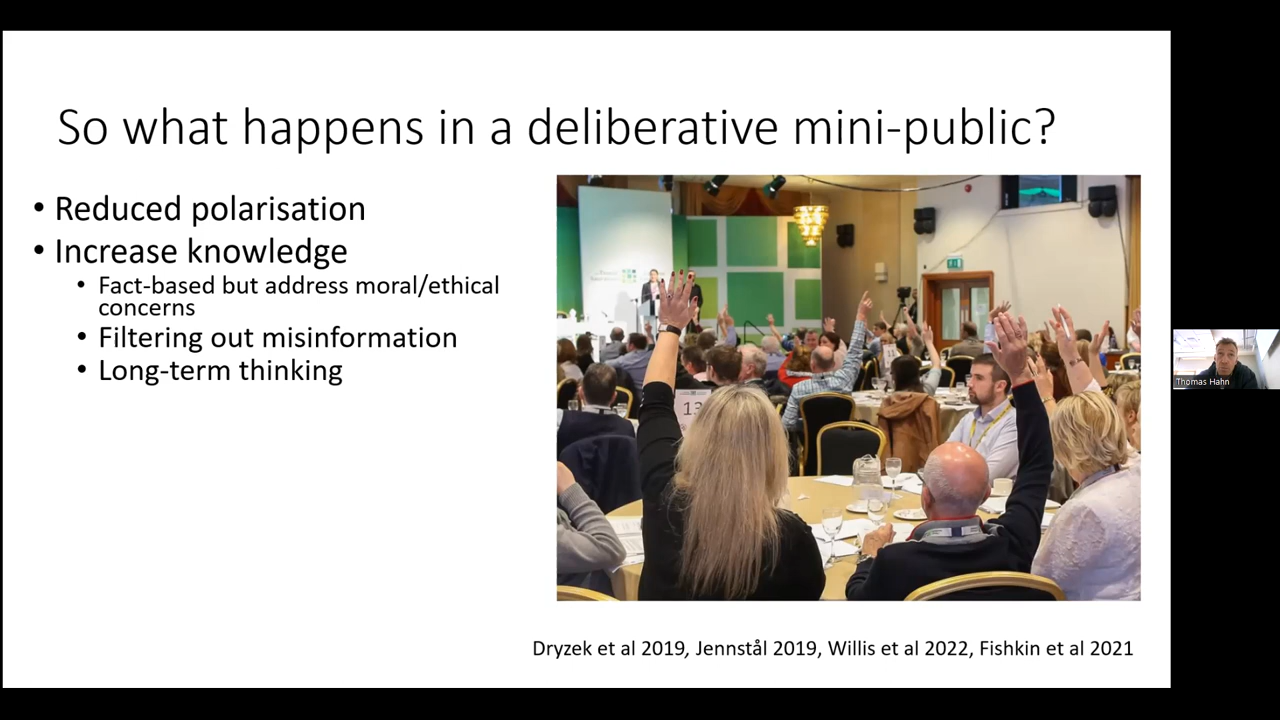 So what happens in a deliberative mini-public?
• Reduced polarisation
• Increase knowledge
• Fact-based but address moral/ethical
concerns
• Filtering out misinformation
• Long-term thinking
13
11
Thomas Hahn
Dryzek et al 2019, Jennstål 2019, Willis et al 2022, Fishkin et al 2021